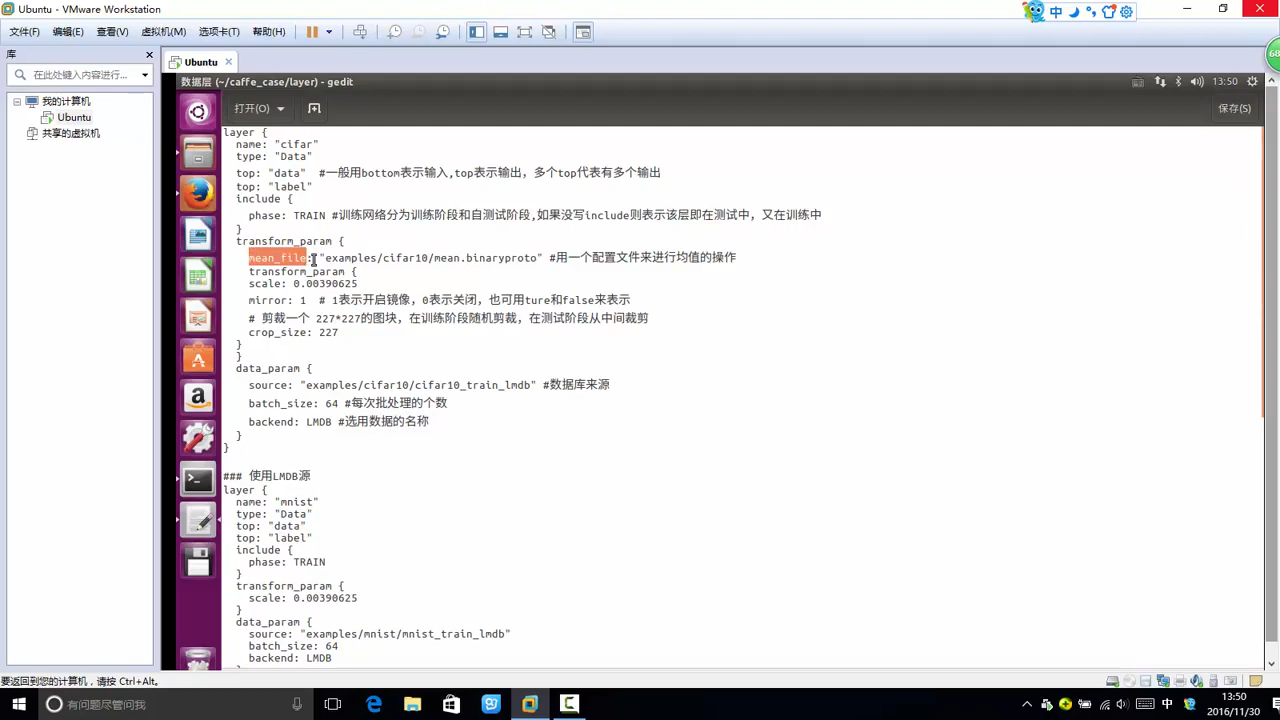 Ubuntu - VMware Workstation
中
文件(F) 编辑(E) 查看(V) 虚拟机(M) 选项卡(T) 帮助(H)
库
Ubuntu
68
在此处键入内容进行...
我的计算机
Ubuntu
共享的虚拟机
数据层 (~/caffe_case/layer) - gedit
13:50
打开(O)
保存(S)
layer {
name: "cifar"
type: "Data"
top: "data" #一般用bottom表示输入,top表示输出，多个top代表有多个输出
top: "label"
include {
phase: TRAIN #训练网络分为训练阶段和自测试阶段,如果没写include则表示该层即在测试中，又在训练中
}
transform_param {
mean_file: "examples/cifar10/mean.binaryproto" #用一个配置文件来进行均值的操作
transform_param {
scale: 0.00390625
mirror: 1 # 1表示开启镜像，0表示关闭，也可用ture和false来表示
# 剪裁一个 227*227的图块，在训练阶段随机剪裁，在测试阶段从中间裁剪
crop_size: 227
}
}
data_param {
source: "examples/cifar10/cifar10_train_lmdb" #数据库来源
batch_size: 64 #每次批处理的个数
backend: LMDB #选用数据的名称
}
}
### 使用LMDB源
layer {
name: "mnist"
type: "Data"
top: "data"
top: "label"
include {
phase: TRAIN
}
transform_param {
scale: 0.00390625
}
data_param {
source: "examples/mnist/mnist_train_lmdb"
batch_size: 64
backend: LMDB
要返回到您的计算机，请按 Ctrl+Alt。
有问题尽管问我
中
13:50
2016/11/30